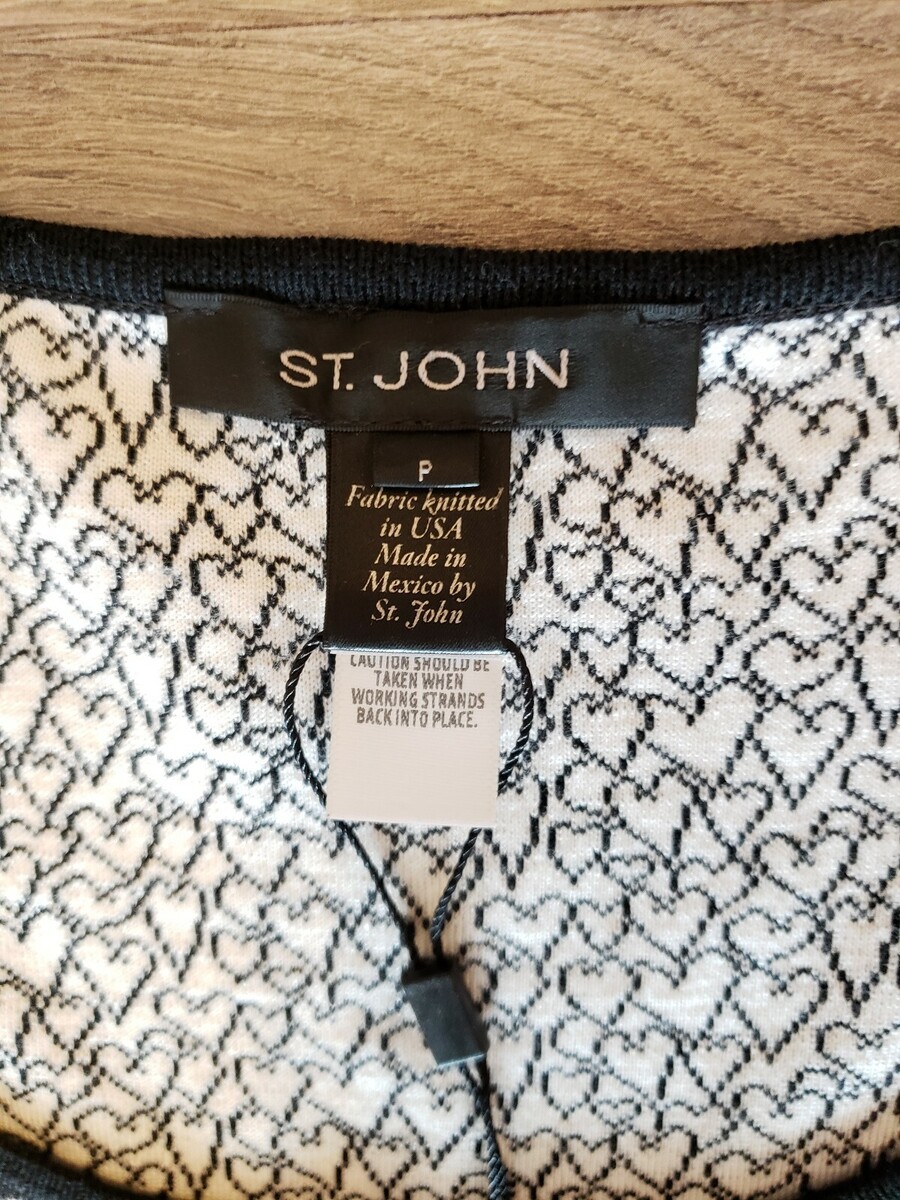 ST. JOHN
P
Fabric knitted
in USA
Made in
Mexico by
St. John
CAUTION SHOULD BE
TAKEN WHEN
WORKING STRANDS
BACK INTO PLACE.